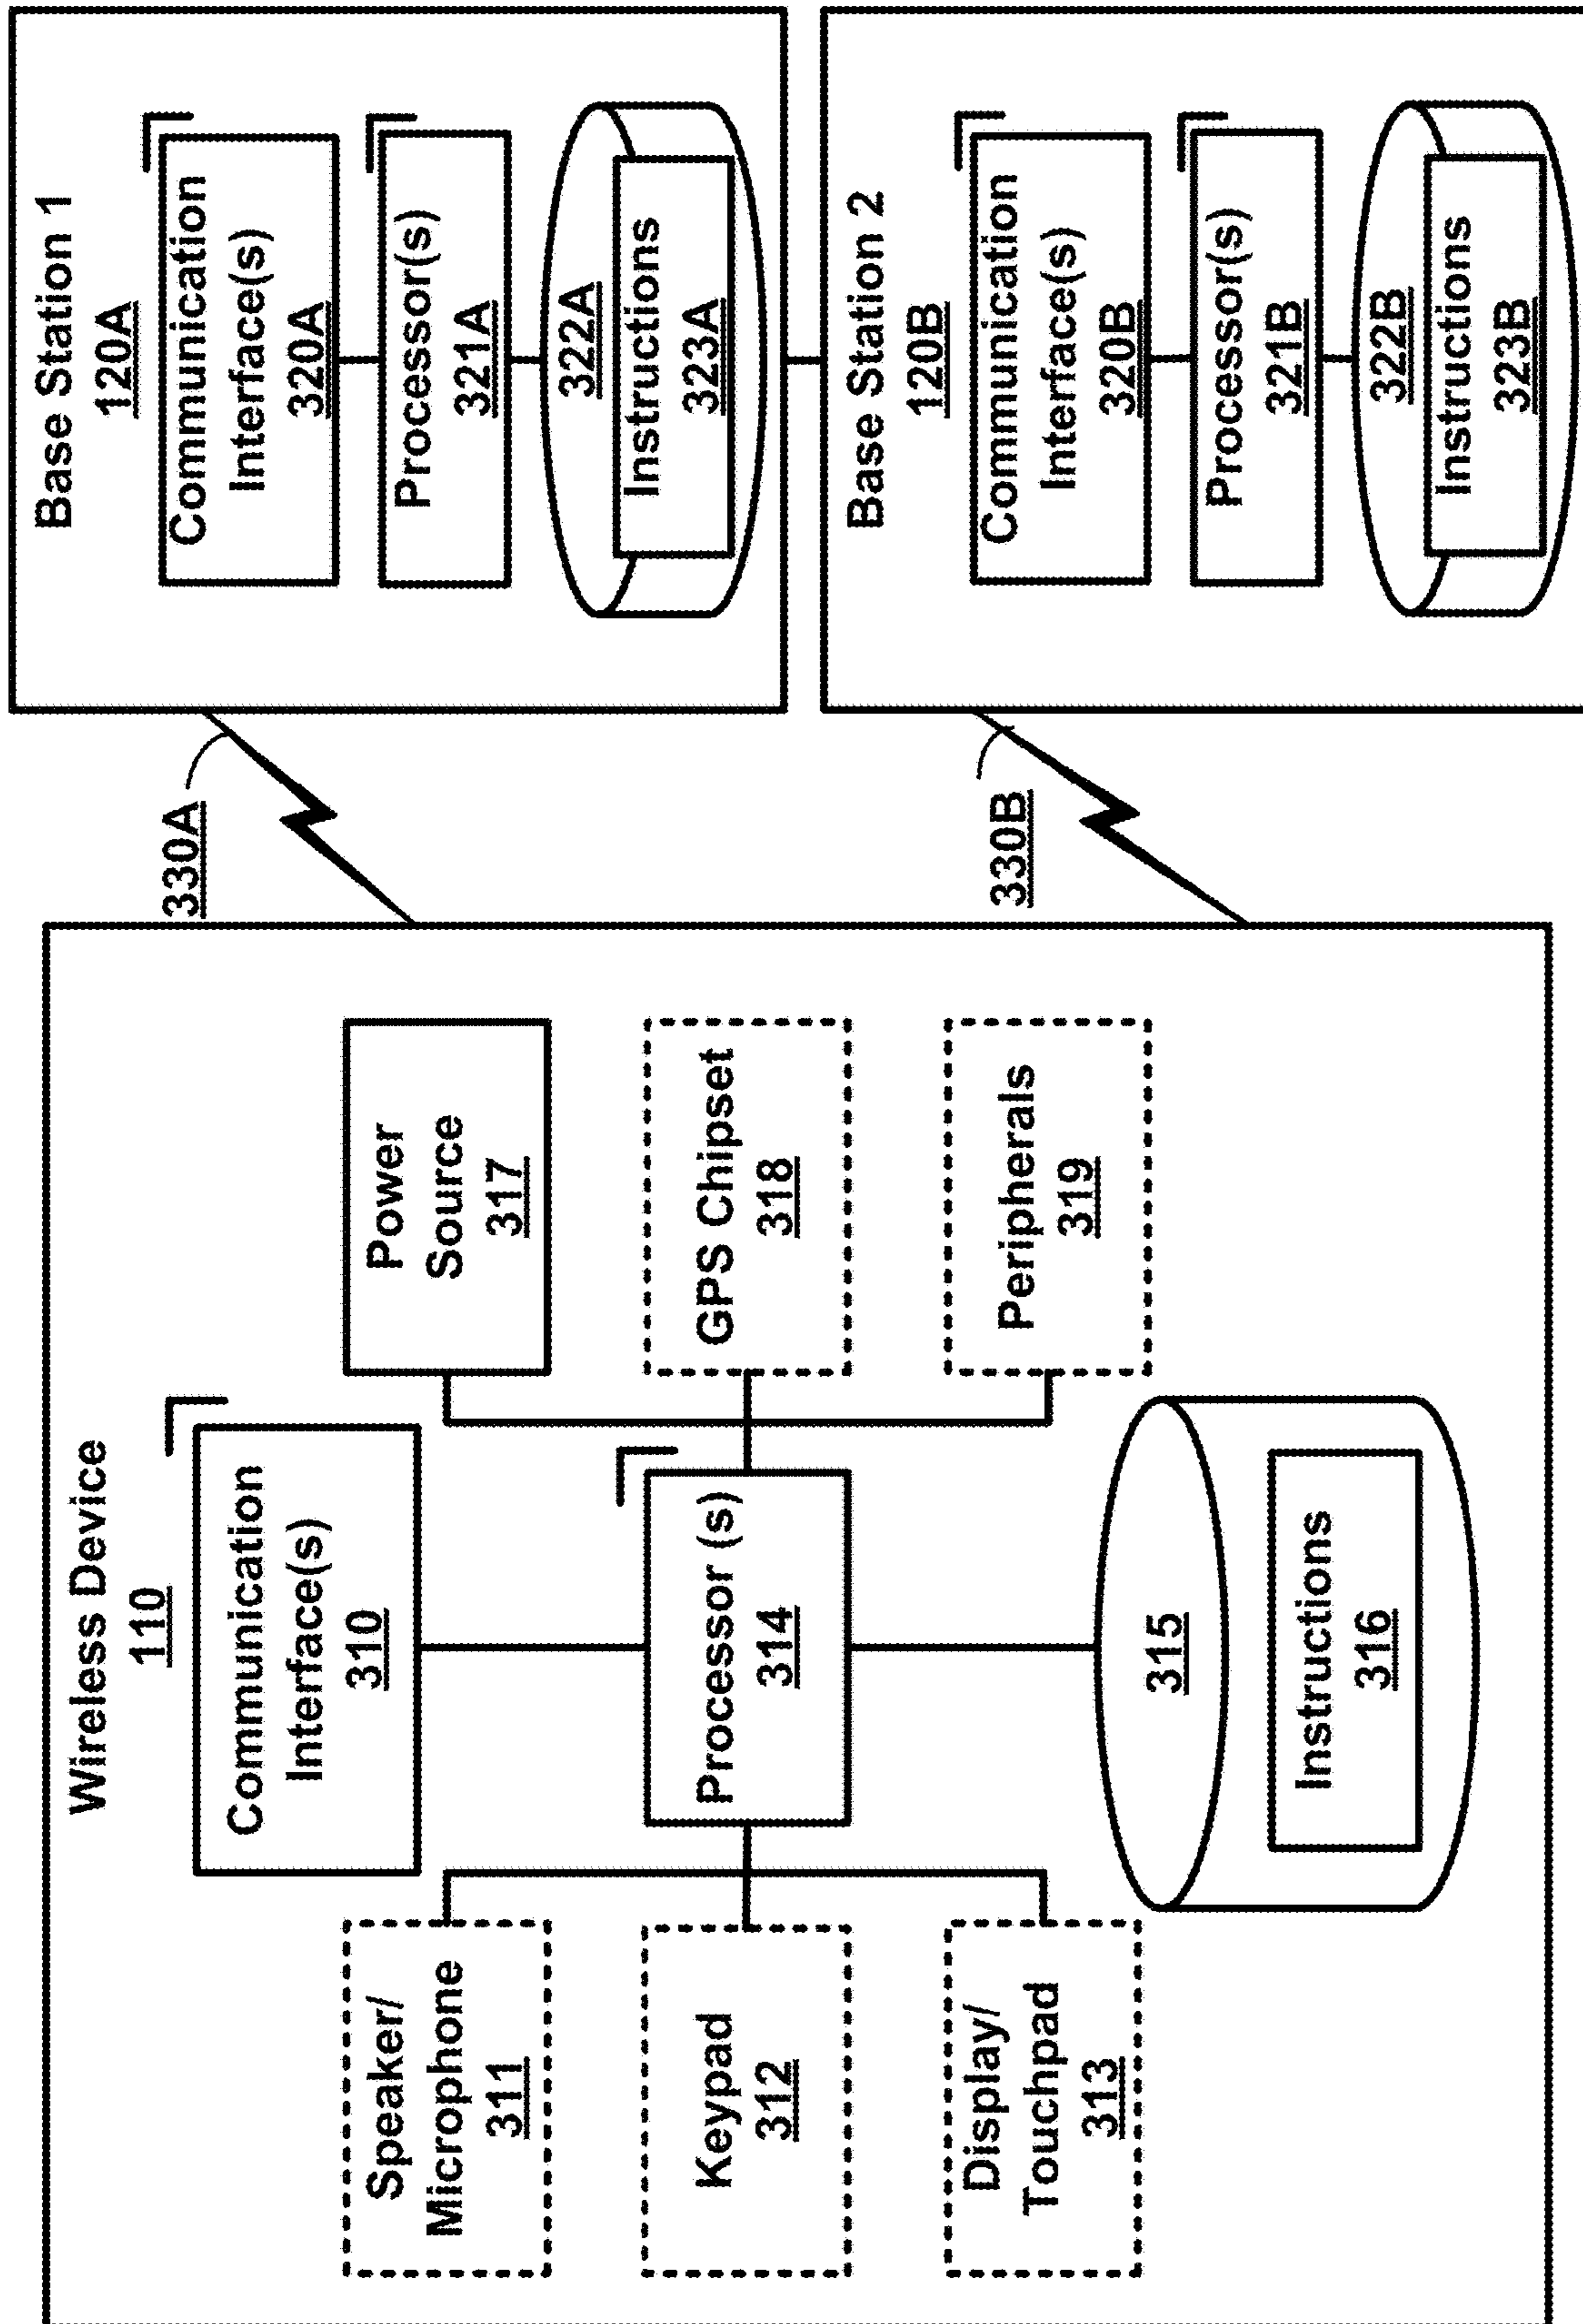 Wireless Device
110
Communication
Interface(s)
310
Speaker/
Microphone
311
Keypad
312
Display/
Touchpad
313
Processor (s)
314
315
Instructions
316
Power
Source
317
GPS Chipset
318
Peripherals
319
330A
330B
Base Station 1
120A
Communication
Interface(s)
320A
Processor(s)
321A
322A
Instructions
323A
Base Station 2
120B
Communication
Interface(s)
320B
Processor(s)
321B
322B
Instructions
323B